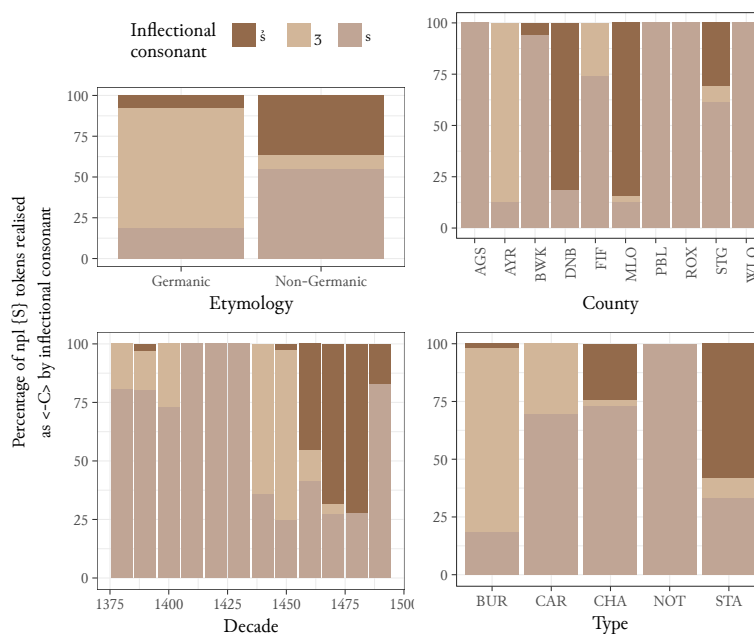 Inflectional
consonant
ʒ
s
Percentage of npl {S} tokens realised
as <-C> by inflectional consonant
100
75
50
25
0
Germanic Non-Germanic
Etymology
100
75
50
25
0
AGS AYR BWK DNB FIF MLO PBL ROX STG WLO
County
100
75
50
25
0
1375 1400 1425 1450 1475 1500
Decade
100
75
50
25
0
BUR CAR CHA NOT STA
Type